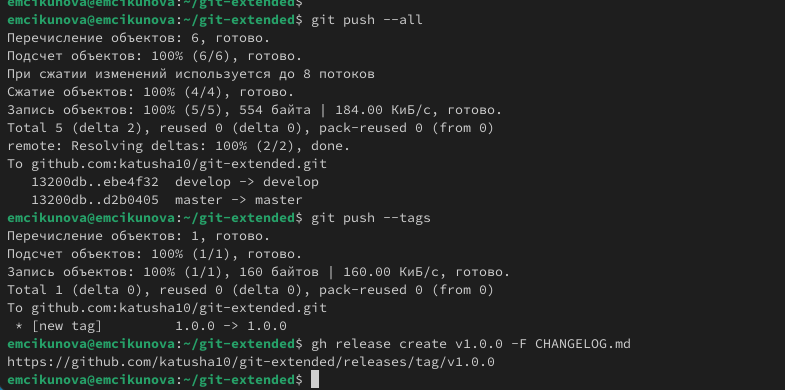 emcikunova@emcikunova:~/git-extended$
emcikunova@emcikunova:~/git-extended$ git push --all
Перечисление объектов: 6, готово.
Подсчет объектов: 100% (6/6), готово.
При сжатии изменений используется до 8 потоков
Сжатие объектов: 100% (4/4), готово.
Запись объектов: 100% (5/5), 554 байта | 184.00 КиБ/с, готово.
Total 5 (delta 2), reused 0 (delta 0), pack-reused 0 (from 0)
remote: Resolving deltas: 100% (2/2), done.
To github.com:katusha10/git-extended.git
   13200db..ebe4f32  develop -> develop
   13200db..d2b0405  master -> master
emcikunova@emcikunova:~/git-extended$ git push --tags
Перечисление объектов: 1, готово.
Подсчет объектов: 100% (1/1), готово.
Запись объектов: 100% (1/1), 160 байтов | 160.00 КиБ/с, готово.
Total 1 (delta 0), reused 0 (delta 0), pack-reused 0 (from 0)
To github.com:katusha10/git-extended.git
 * [new tag]         1.0.0 -> 1.0.0
emcikunova@emcikunova:~/git-extended$ gh release create v1.0.0 -F CHANGELOG.md
https://github.com/katusha10/git-extended/releases/tag/v1.0.0
emcikunova@emcikunova:~/git-extended$